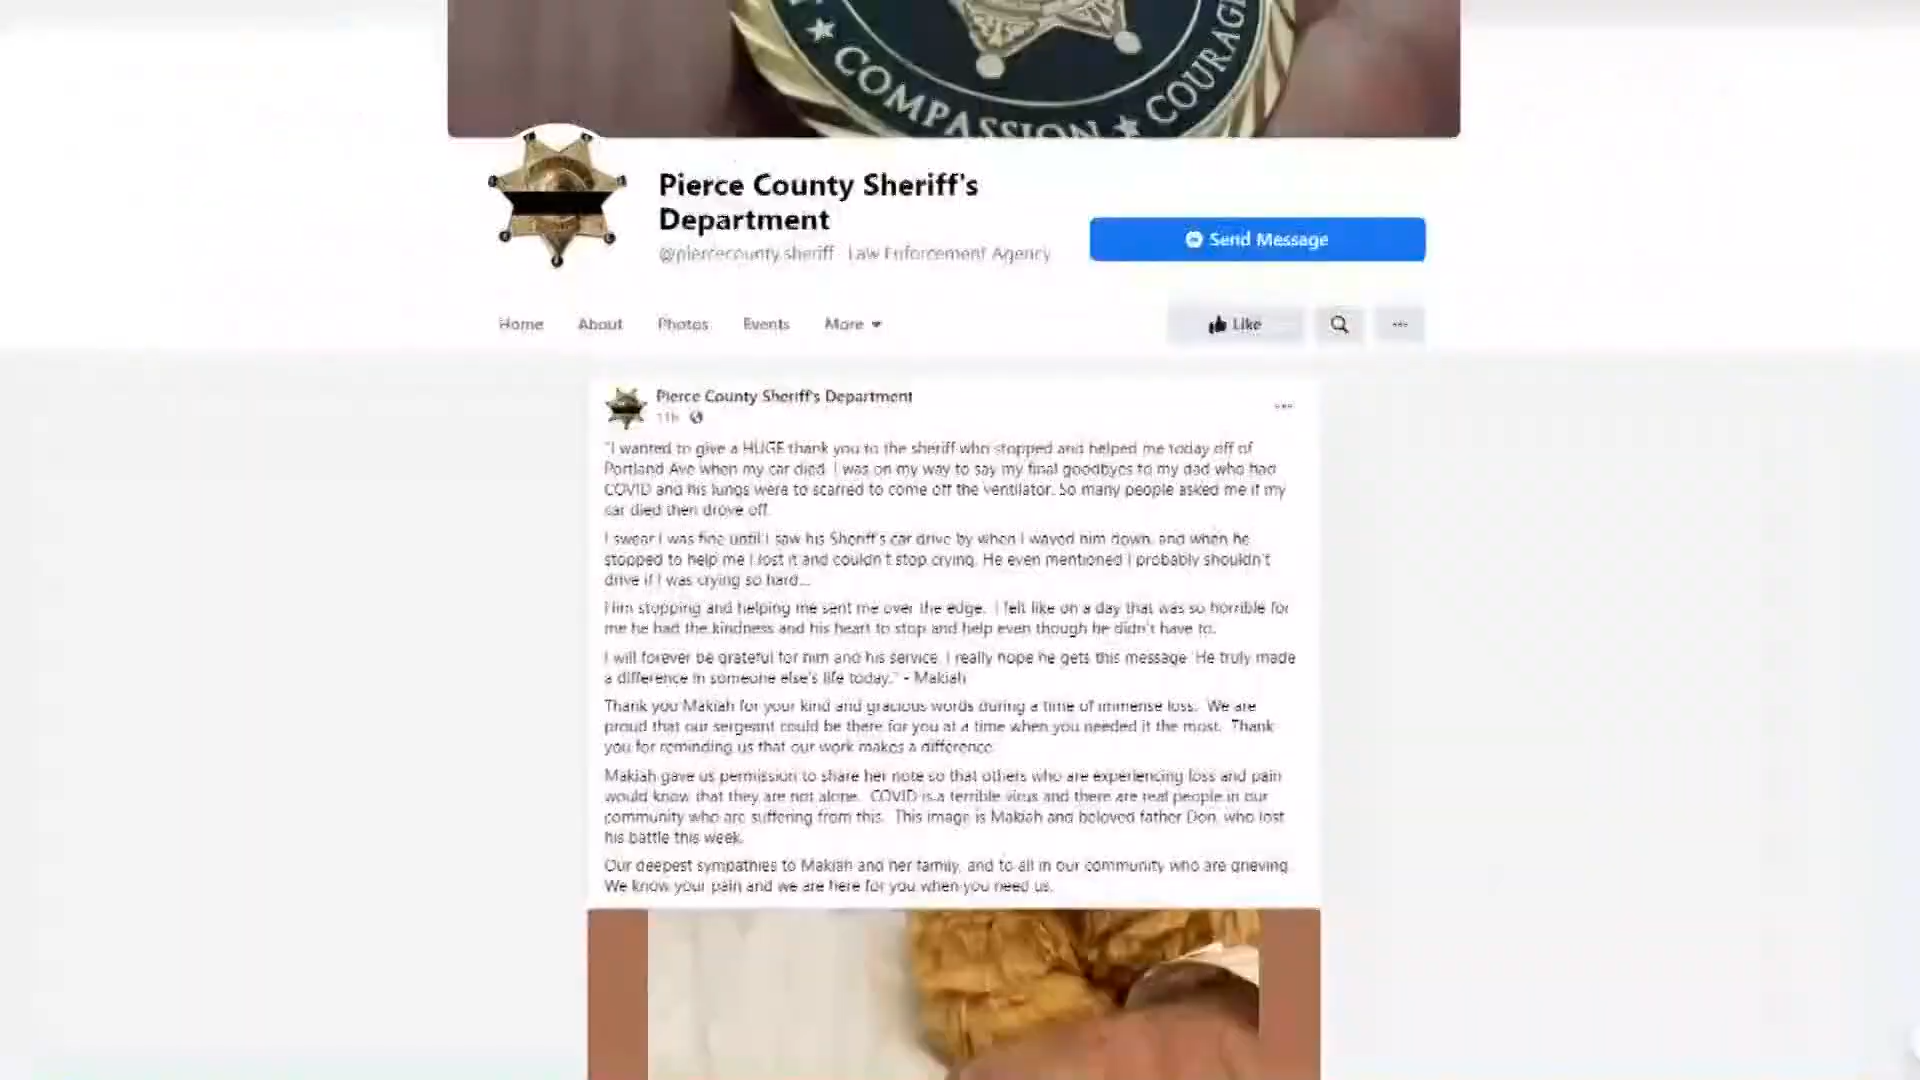 ★ COMPASSION ★ COURAG
Pierce County Sheriff's
Department
@piercecounty.sheriff · Law Enforcement Agency
Send Message
Home About Photos Events More
Like
Pierce County Sheriff's Department
11h
"I wanted to give a HUGE thank you to the sheriff who stopped and helped me today off of
Portland Ave when my car died. I was on my way to say my final goodbyes to my dad who had
COVID and his lungs were to scarred to come off the ventilator. So many people asked me if my
car died then drove off.
I swear I was fine until I saw his Sheriff's car drive by when I waved him down, and when he
stopped to help me I lost it and couldn't stop crying. He even mentioned I probably shouldn't
drive if I was crying so hard...
Him stopping and helping me sent me over the edge. I felt like on a day that was so horrible for
me he had the kindness and his heart to stop and help even though he didn't have to.
I will forever be grateful for him and his service. I really hope he gets this message. He truly made
a difference in someone else's life today." - Makiah
Thank you Makiah for your kind and gracious words during a time of immense loss. We are
proud that our sergeant could be there for you at a time when you needed it the most. Thank
you for reminding us that our work makes a difference.
Makiah gave us permission to share her note so that others who are experiencing loss and pain
would know that they are not alone. COVID is a terrible virus and there are real people in our
community who are suffering from this. This image is Makiah and beloved father Don, who lost
his battle this week.
Our deepest sympathies to Makiah and her family, and to all in our community who are grieving.
We know your pain and we are here for you when you need us.